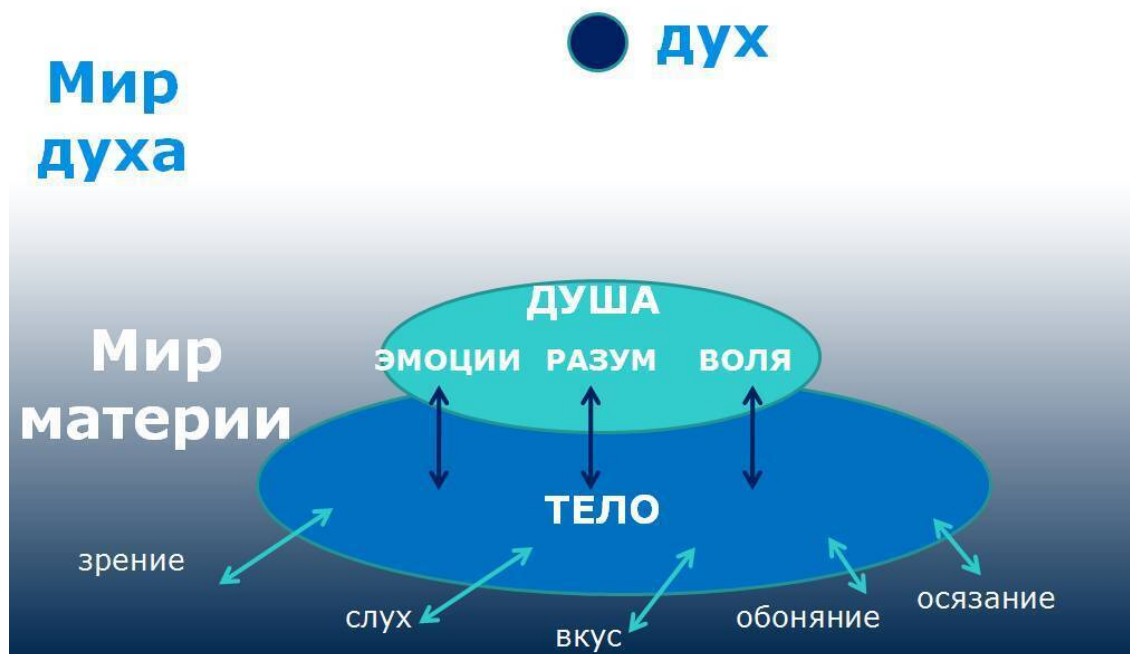 дух
Мир
духа
ДУША
ЭМОЦИИ РАЗУМ ВОЛЯ
Мир
материи
ТЕЛО
зрение
слух
вкус
обоняние
осязание